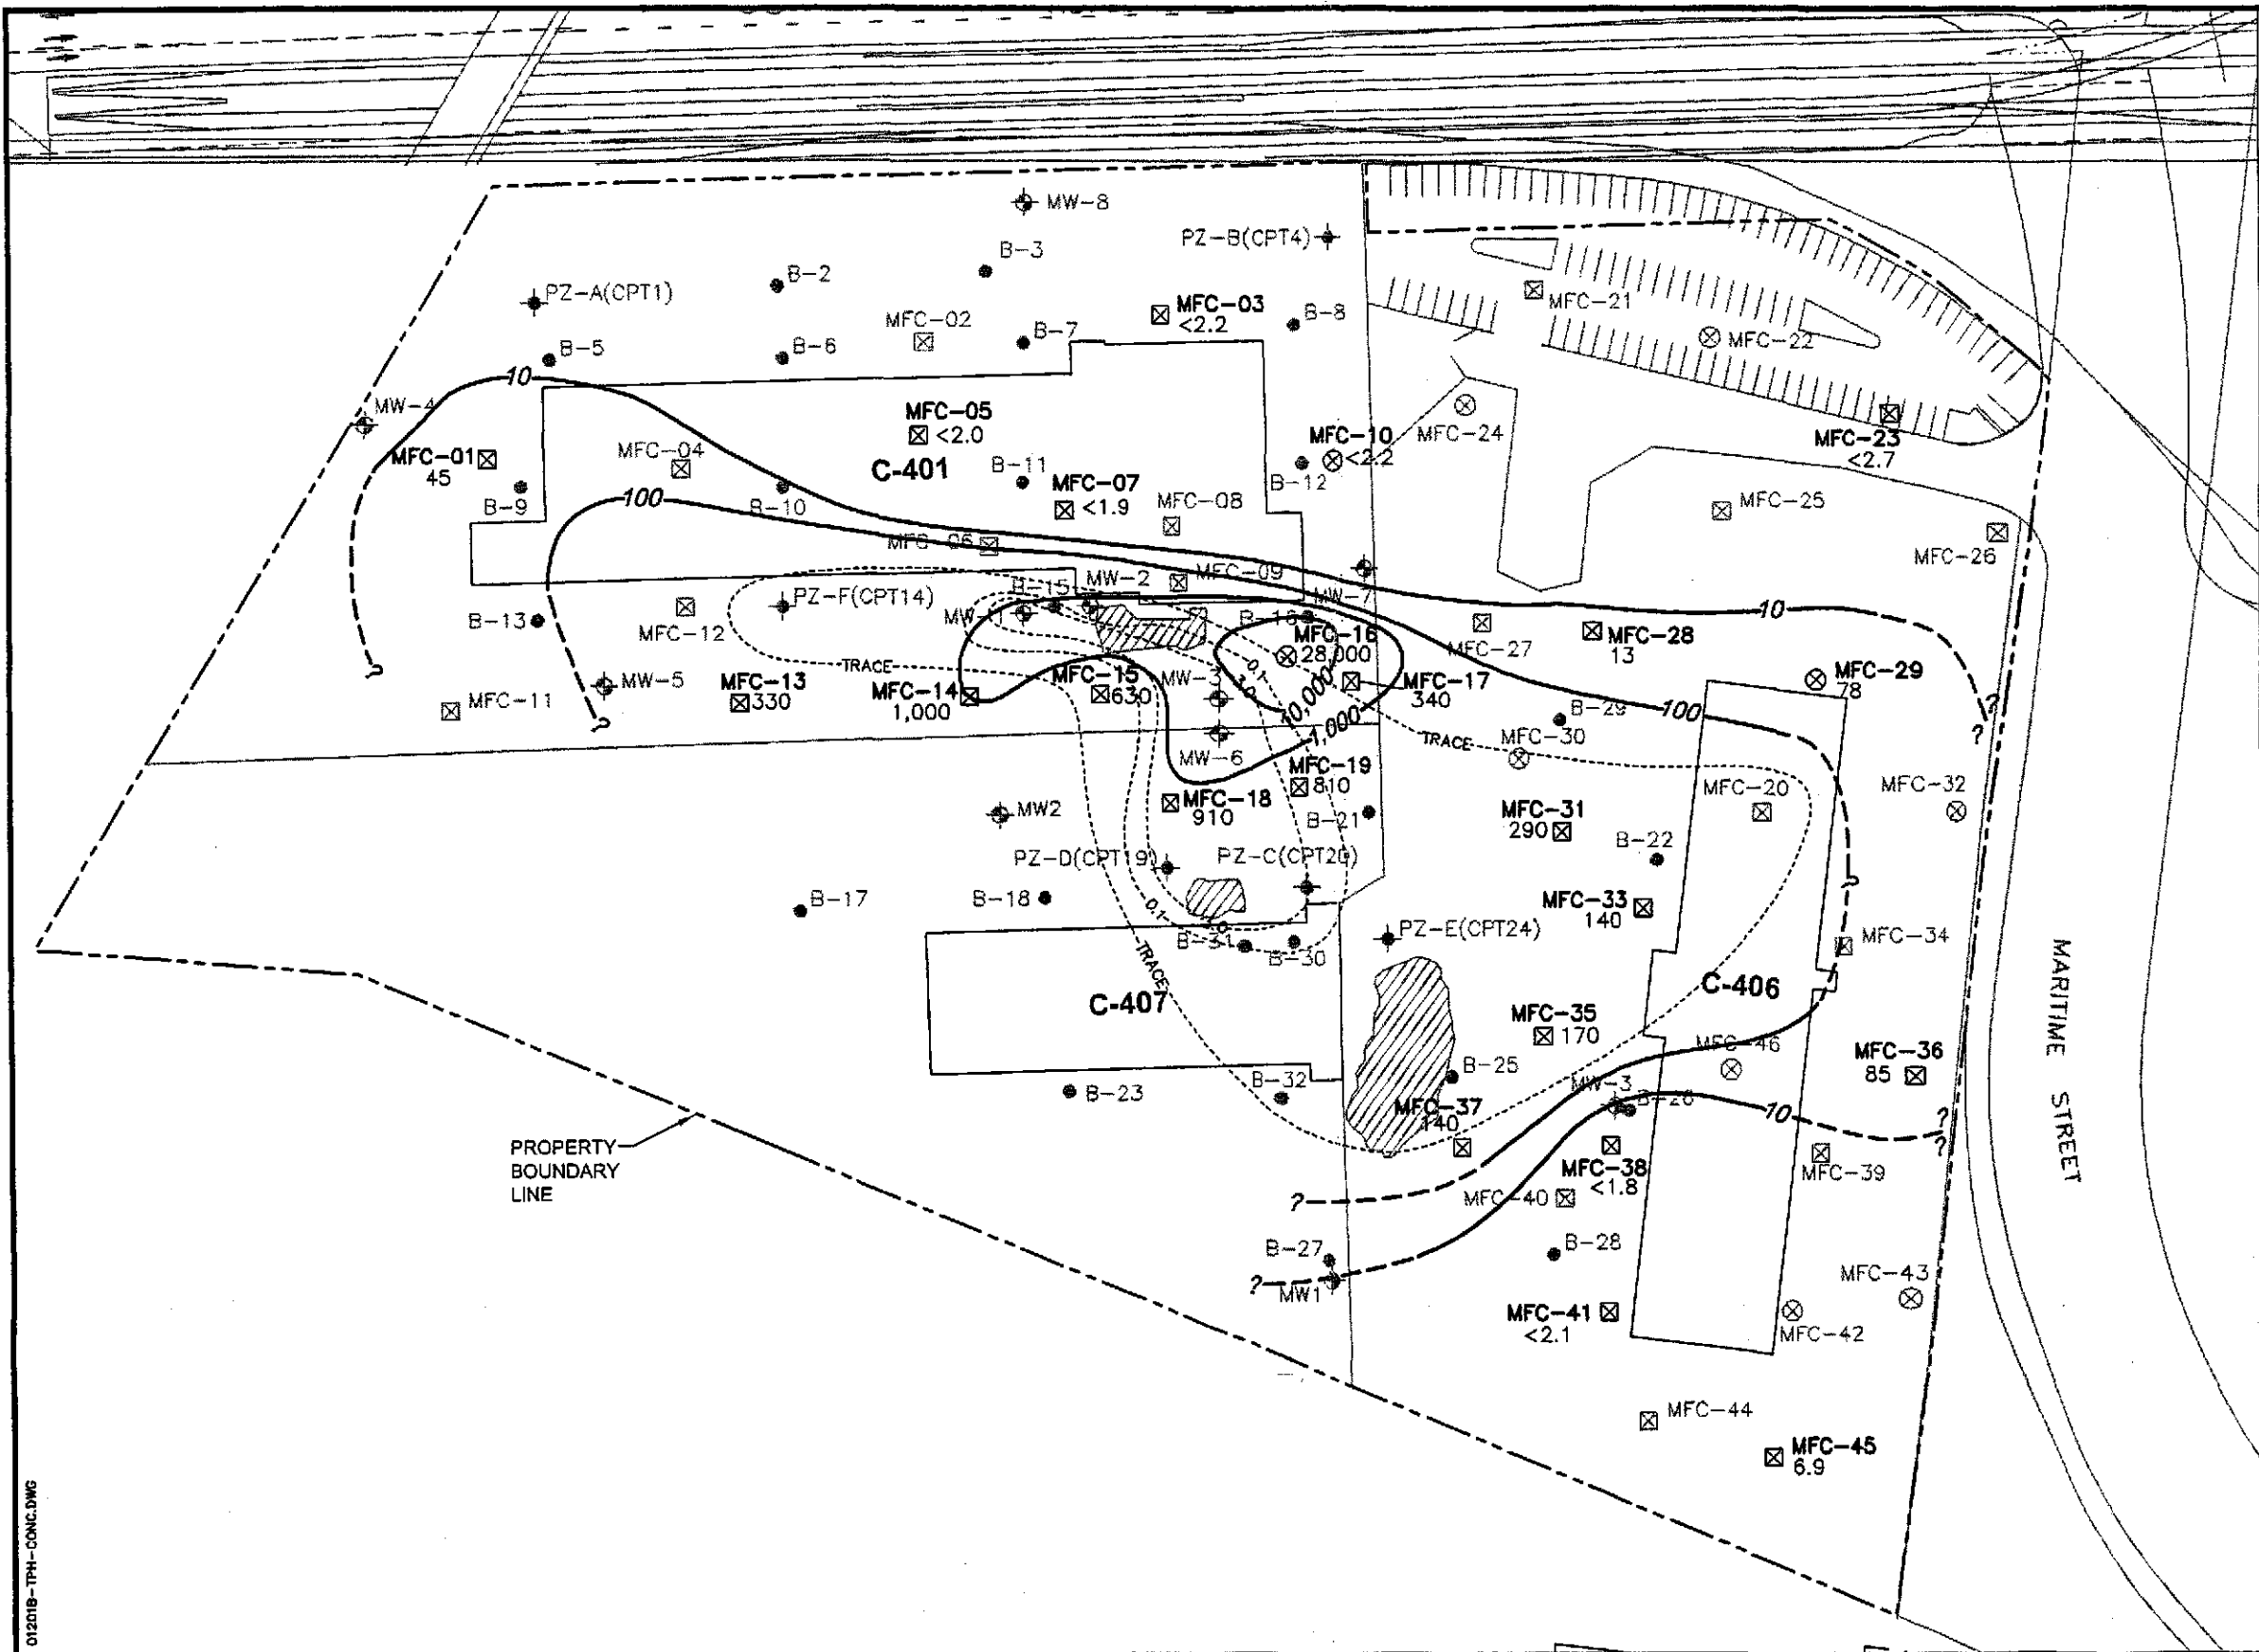 MW-8
B-3
PZ-B(CPT4)
B-2
PZ-A(CPT1)
MFC-21
MFC-03
<2.2
B-8
MFC-02
B-7
MFC-22
B-5
B-6
10
MW-4
MFC-05
<2.0
MFC-24
MFC-10
<2.2
MFC-23
<2.7
MFC-01
45
MFC-04
C-401
B-11
B-12
MFC-07
<1.9
B-9
100
B-10
MFC-08
MFC-25
MFC-06
MFC-26
MW-2
MFC-09
B-15
MW-7
PZ-F(CPT14)
MW-1
10
B-13
MFC-12
B-16
MFC-16
28,000
MFC-27
MFC-28
13
TRACE
0.1
MFC-29
78
MFC-11
MW-5
MFC-13
330
MFC-14
1,000
MFC-15
630
MW-3
10,000
MFC-17
340
100
B-29
1,000
TRACE
MFC-30
MW-6
MFC-19
810
MFC-20
MFC-32
MFC-18
910
MW2
B-21
MFC-31
290
B-22
PZ-D(CPT19)
PZ-C(CPT20)
?
B-17
B-18
0.1
MFC-33
140
B-31
B-30
PZ-E(CPT24)
MFC-34
TRACE
C-407
C-406
MARITIME STREET
MFC-35
170
MFC-46
MFC-36
85
B-25
B-23
B-32
MW-3
B-26
10
MFC-37
140
?
?
PROPERTY
BOUNDARY
LINE
MFC-38
<1.8
MFC-39
?
MFC-40
B-27
B-28
?
MW1
MFC-43
MFC-41
<2.1
MFC-42
MFC-44
MFC-45
6.9
01201B-TPH-CONC.DWG